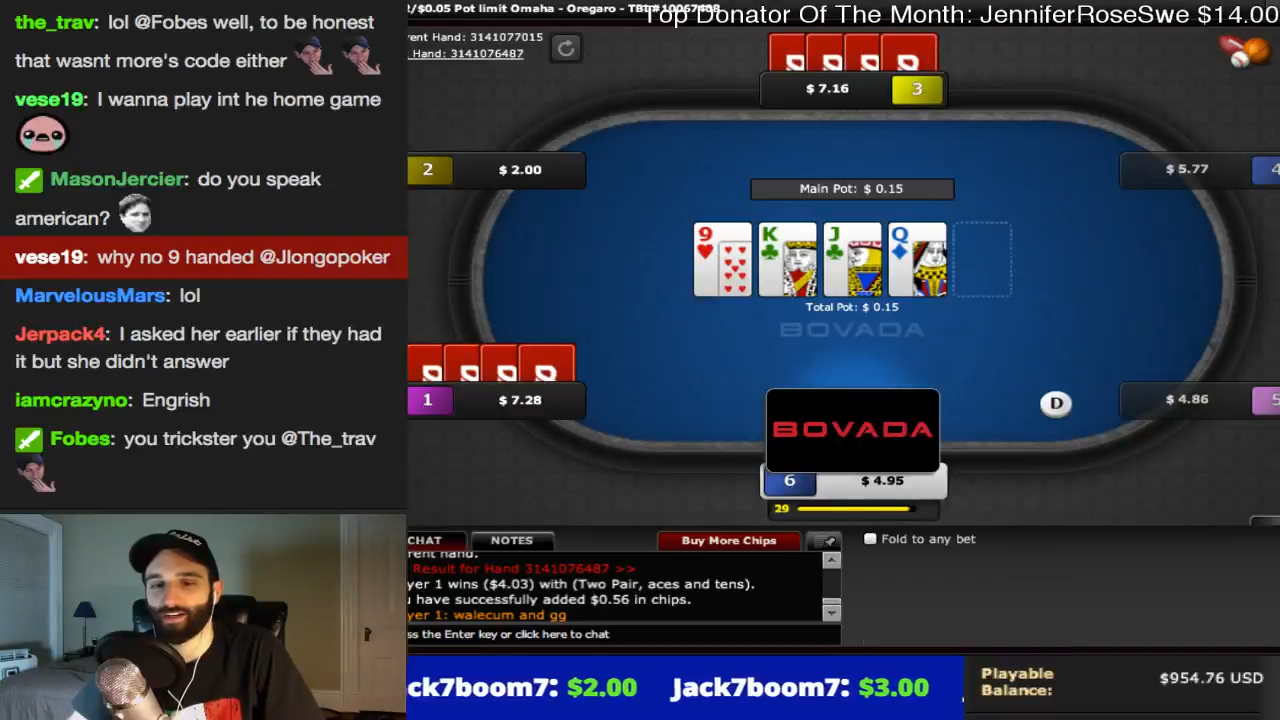 the_trav: lol @Fobes well, to be honest
that wasnt more's code either
vese19: I wanna play int he home game
MasonJercier: do you speak
american?
vese19: why no 9 handed @Jlongopoker
MarvelousMars: lol
Jerpack4: I asked her earlier if they had
it but she didn't answer
iamcrazyno: Engrish
Fobes: you trickster you @The_trav
/$0.05 Pot limit Omaha - Oregaro -
Top Donator Of The Month: JenniferRoseSwe $14.00
rent Hand: 3141077015
Hand: 3141076487
$ 7.16
3
2
$ 2.00
$ 5.77
4
Main Pot: $ 0.15
9
K
J
Q
Total Pot: $ 0.15
BOVADA
1
$ 7.28
D
$ 4.86
5
BOVADA
6
$ 4.95
29
CHAT
NOTES
Buy More Chips
Fold to any bet
rent hand.
Result for Hand 3141076487 >>
yer 1 wins ($4.03) with (Two Pair, aces and tens).
u have successfully added $0.56 in chips.
yer 1: walecum and gg
ss the Enter key or click here to chat
ck7boom7: $2.00
Jack7boom7: $3.00
Playable
Balance:
$954.76 USD